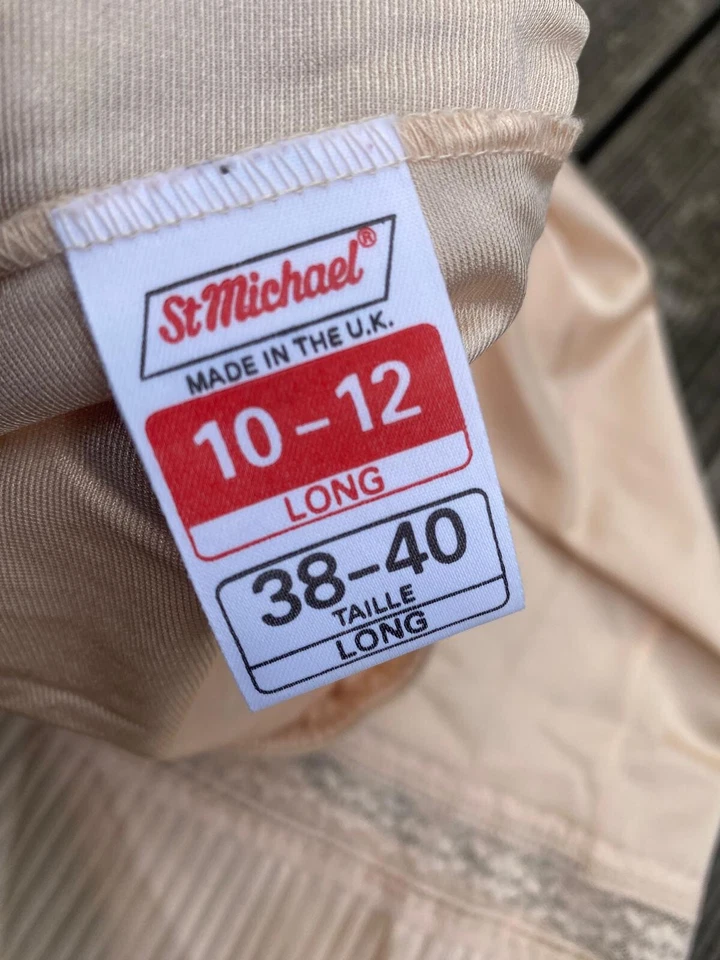 St Michael®
MADE IN THE U.K.
10-12
LONG
38-40
TAILLE
LONG